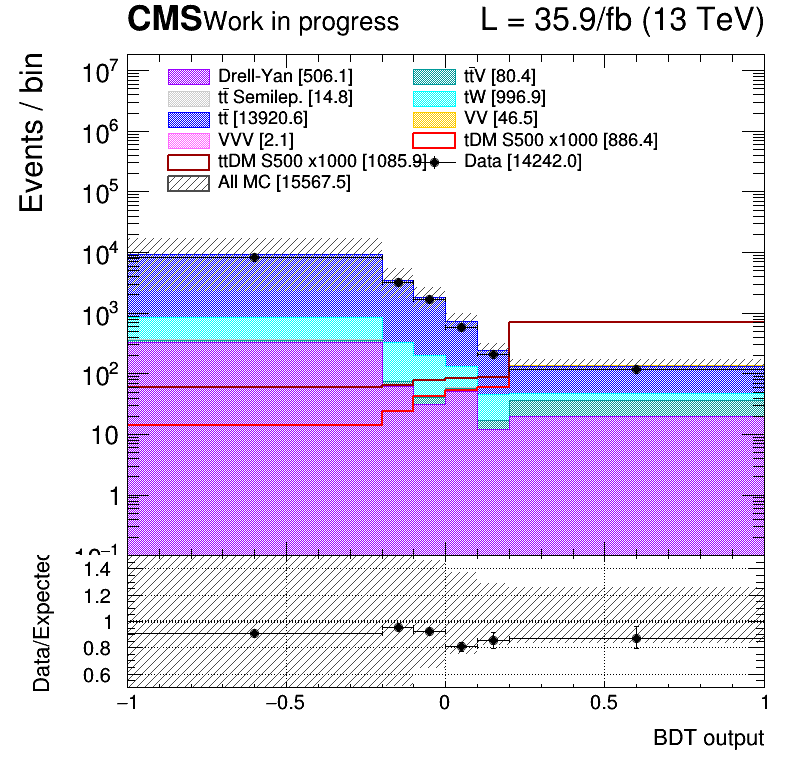 CMS Work in progress L = 35.9/fb (13 TeV)
Events / bin
10⁷
10⁶
10⁵
10⁴
10³
10²
10
1
10⁻¹
Drell-Yan [506.1] tt̄V [80.4]
tt̄ Semilep. [14.8] tW [996.9]
tt̄ [13920.6] VV [46.5]
VVV [2.1] tDM S500 x1000 [886.4]
ttDM S500 x1000 [1085.9] Data [14242.0]
All MC [15567.5]
Data/Expected
1.4
1.2
1
0.8
0.6
−1 −0.5 0 0.5 1
BDT output